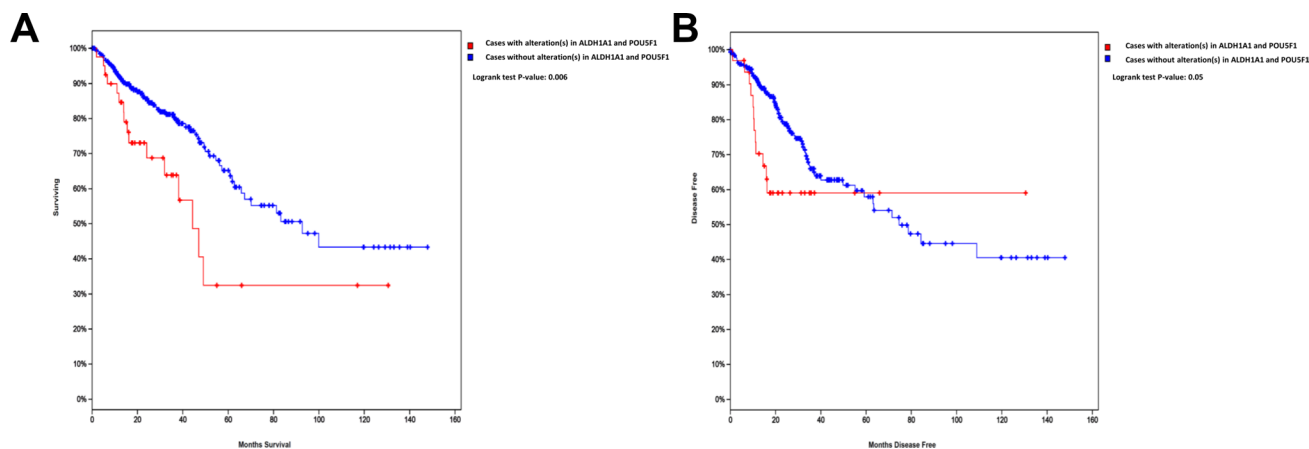 A
Cases with alteration(s) in ALDH1A1 and POU5F1
Cases without alteration(s) in ALDH1A1 and POU5F1
Logrank test P-value: 0.006
Surviving
100%
90%
80%
70%
60%
50%
40%
30%
20%
10%
0%
0 20 40 60 80 100 120 140 160
Months Survival
B
Cases with alteration(s) in ALDH1A1 and POU5F1
Cases without alteration(s) in ALDH1A1 and POU5F1
Logrank test P-value: 0.05
Disease Free
100%
90%
80%
70%
60%
50%
40%
30%
20%
10%
0%
0 20 40 60 80 100 120 140 160
Months Disease Free